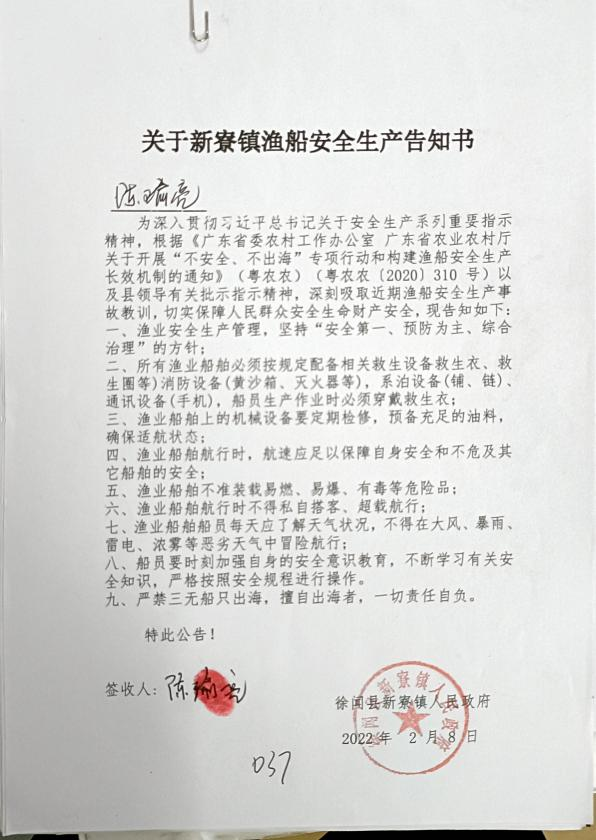 关于新寮镇渔船安全生产告知书
陈瑜亮
为深入贯彻习近平总书记关于安全生产系列重要指示
精神，根据《广东省委农村工作办公室 广东省农业农村厅
关于开展“不安全、不出海”专项行动和构建渔船安全生产
长效机制的通知》（粤农农）（粤农农〔2020〕310 号）以
及县领导有关批示指示精神，深刻吸取近期渔船安全生产事
故教训，切实保障人民群众安全生命财产安全，现告知如下：
一、渔业安全生产管理，坚持“安全第一、预防为主、综合
治理”的方针；
二、所有渔业船舶必须按规定配备相关救生设备救生衣、救
生圈等)消防设备(黄沙箱、灭火器等)，系泊设备(铺、链)、
通讯设备(手机)，船员生产作业时必须穿戴救生衣；
三、渔业船舶上的机械设备要定期检修，预备充足的油料，
确保适航状态；
四、渔业船舶航行时，航速应足以保障自身安全和不危及其
它船舶的安全；
五、渔业船舶不准装载易燃、易爆、有毒等危险品；
六、渔业船舶航行时不得私自搭客、超载航行；
七、渔业船舶船员每天应了解天气状况，不得在大风、暴雨、
雷电、浓雾等恶劣天气中冒险航行；
八、船员要时刻加强自身的安全意识教育，不断学习有关安
全知识，严格按照安全规程进行操作。
九、严禁三无船只出海，擅自出海者，一切责任自负。
特此公告！
签收人：陈瑜亮
徐闻县新寮镇人民政府
徐闻县新寮镇人民政府
2022 年 2 月 8 日
037